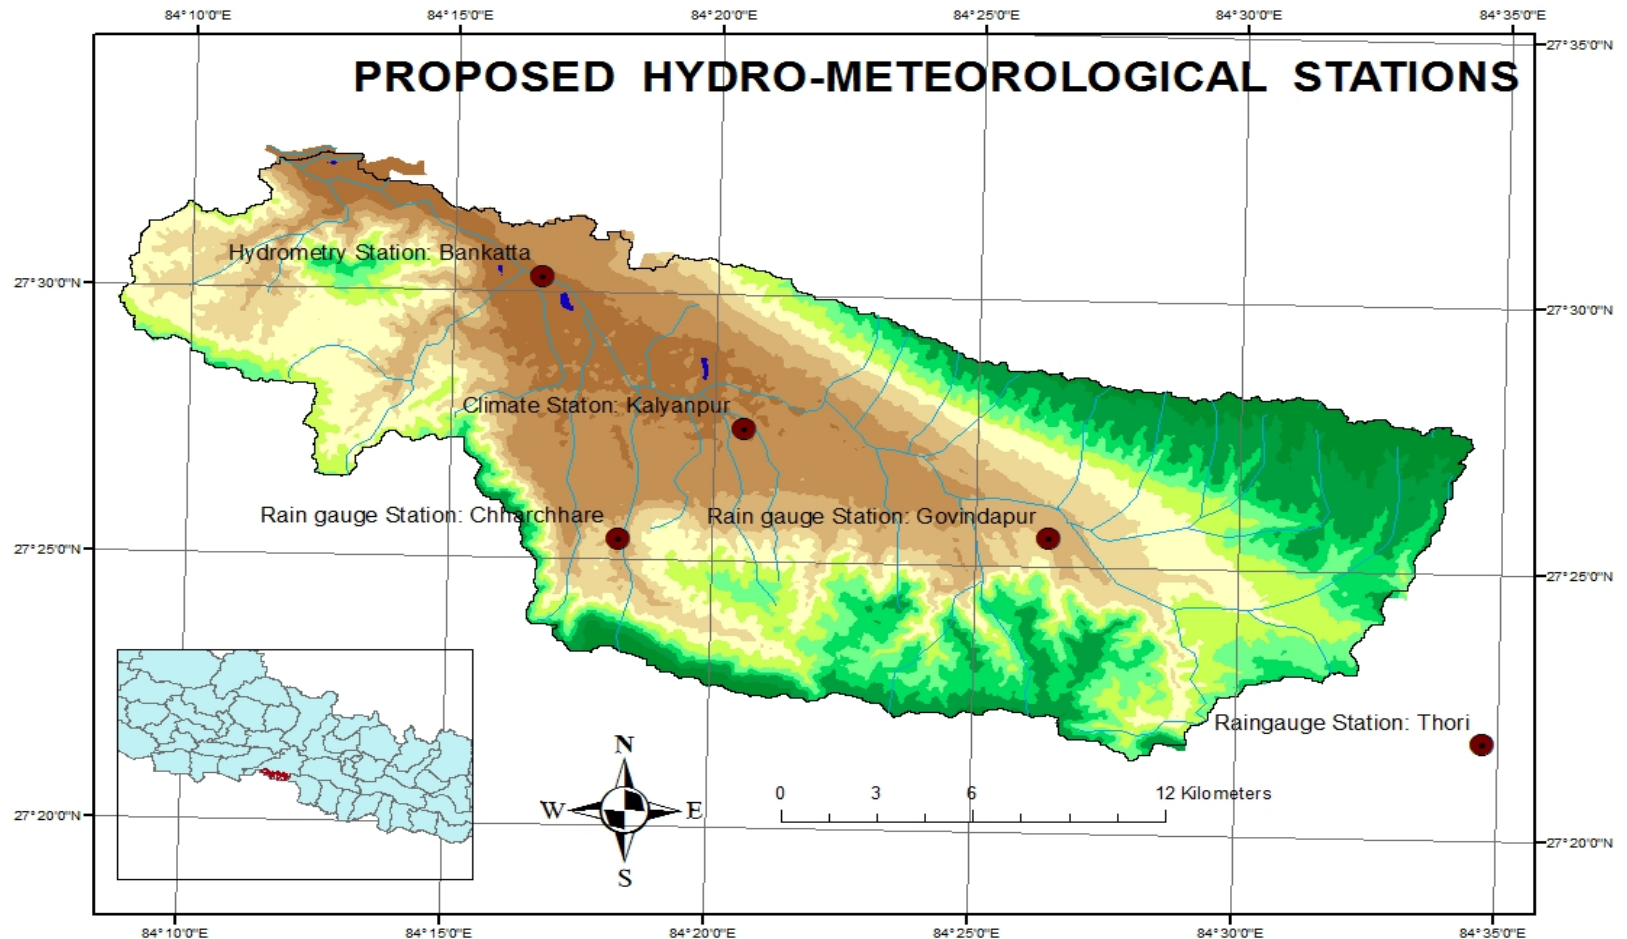 84°10'0"E 84°15'0"E 84°20'0"E 84°25'0"E 84°30'0"E 84°35'0"E
27°35'0"N
PROPOSED HYDRO-METEOROLOGICAL STATIONS
Hydrometry Station: Bankatta
27°30'0"N
27°30'0"N
Climate Staton: Kalyanpur
Rain gauge Station: Chharchhare
Rain gauge Station: Govindapur
27°25'0"N
27°25'0"N
Raingauge Station: Thori
N
W E
S
0 3 6 12 Kilometers
27°20'0"N
27°20'0"N
84°10'0"E 84°15'0"E 84°20'0"E 84°25'0"E 84°30'0"E 84°35'0"E